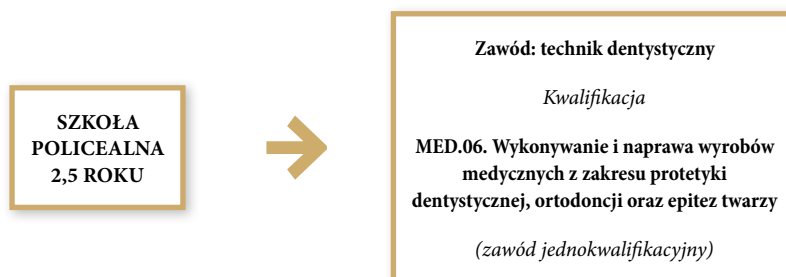 SZKOŁA
POLICEALNA
2,5 ROKU
Zawód: technik dentystyczny
Kwalifikacja
MED.06. Wykonywanie i naprawa wyrobów
medycznych z zakresu protetyki
dentystycznej, ortodoncji oraz epitez twarzy
(zawód jednokwalifikacyjny)